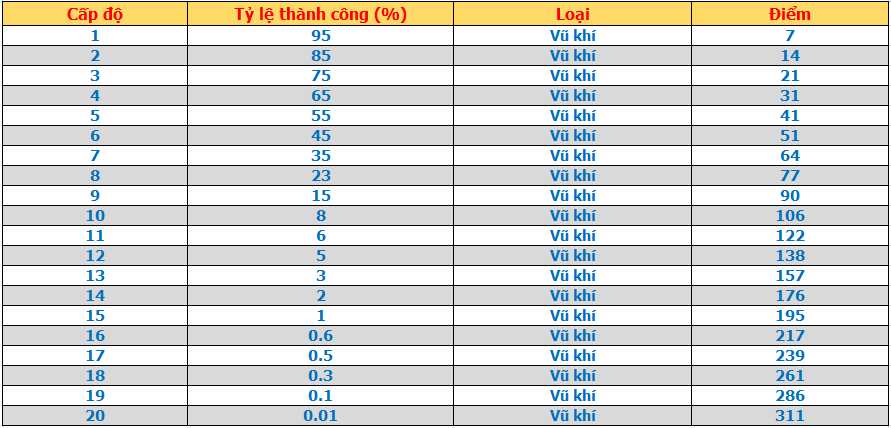 Cấp độ Tỷ lệ thành công (%) Loại Điểm
1 95 Vũ khí 7
2 85 Vũ khí 14
3 75 Vũ khí 21
4 65 Vũ khí 31
5 55 Vũ khí 41
6 45 Vũ khí 51
7 35 Vũ khí 64
8 23 Vũ khí 77
9 15 Vũ khí 90
10 8 Vũ khí 106
11 6 Vũ khí 122
12 5 Vũ khí 138
13 3 Vũ khí 157
14 2 Vũ khí 176
15 1 Vũ khí 195
16 0.6 Vũ khí 217
17 0.5 Vũ khí 239
18 0.3 Vũ khí 261
19 0.1 Vũ khí 286
20 0.01 Vũ khí 311